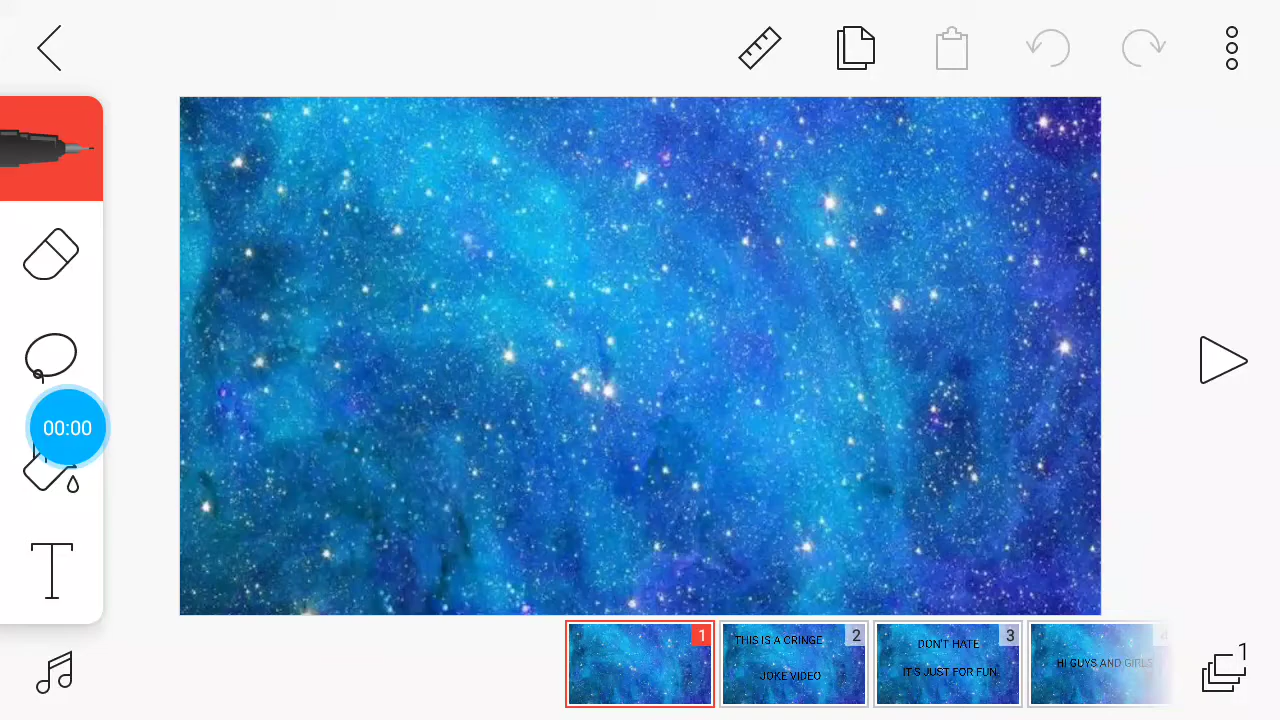 00:00
1
2
3
THIS IS A CRINGE
JOKE VIDEO
DON'T HATE
IT'S JUST FOR FUN
HI GUYS AND GIRLS
1